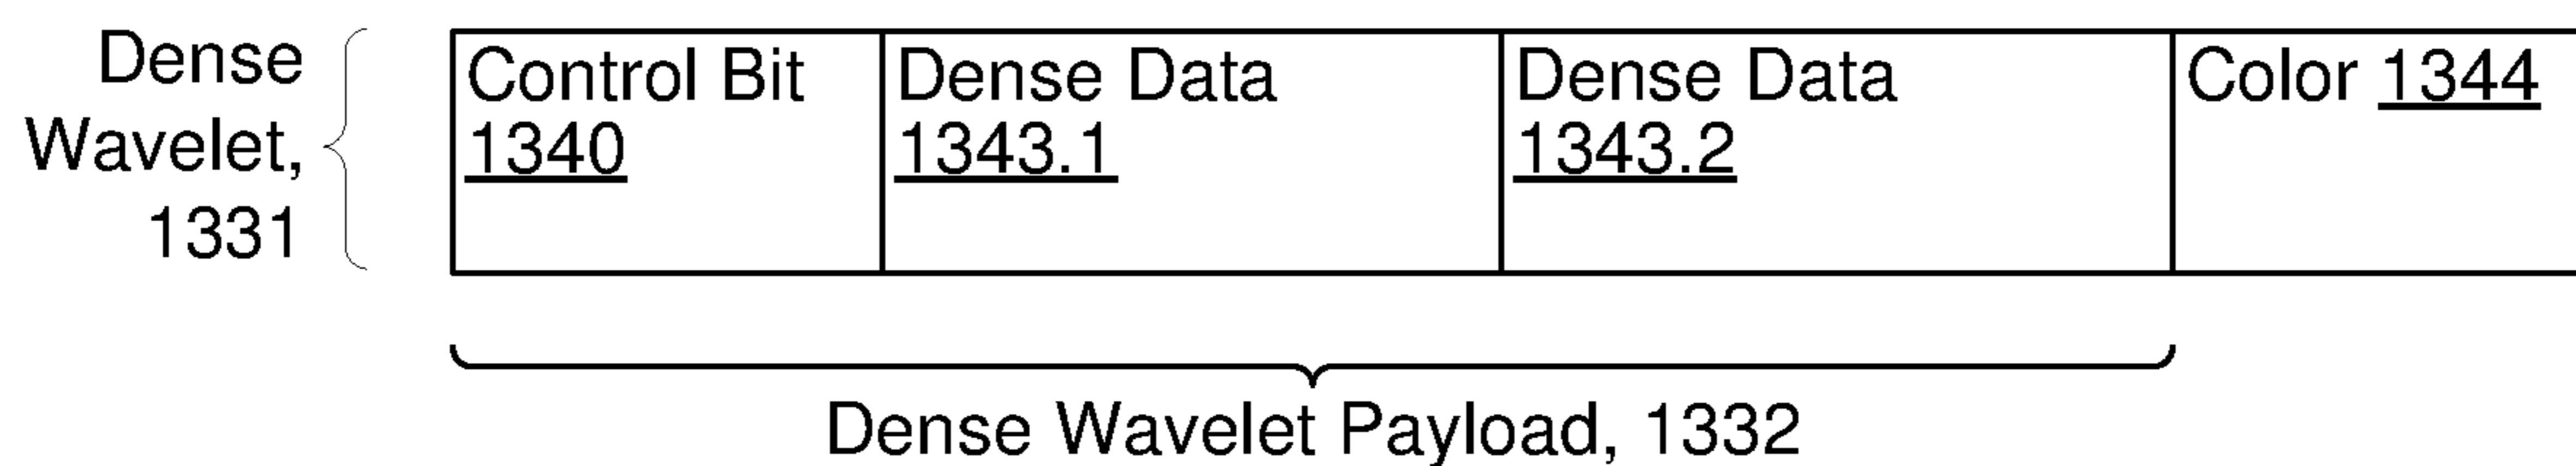 Dense
Wavelet,
1331
Control Bit
1340
Dense Data
1343.1
Dense Data
1343.2
Color 1344
Dense Wavelet Payload, 1332